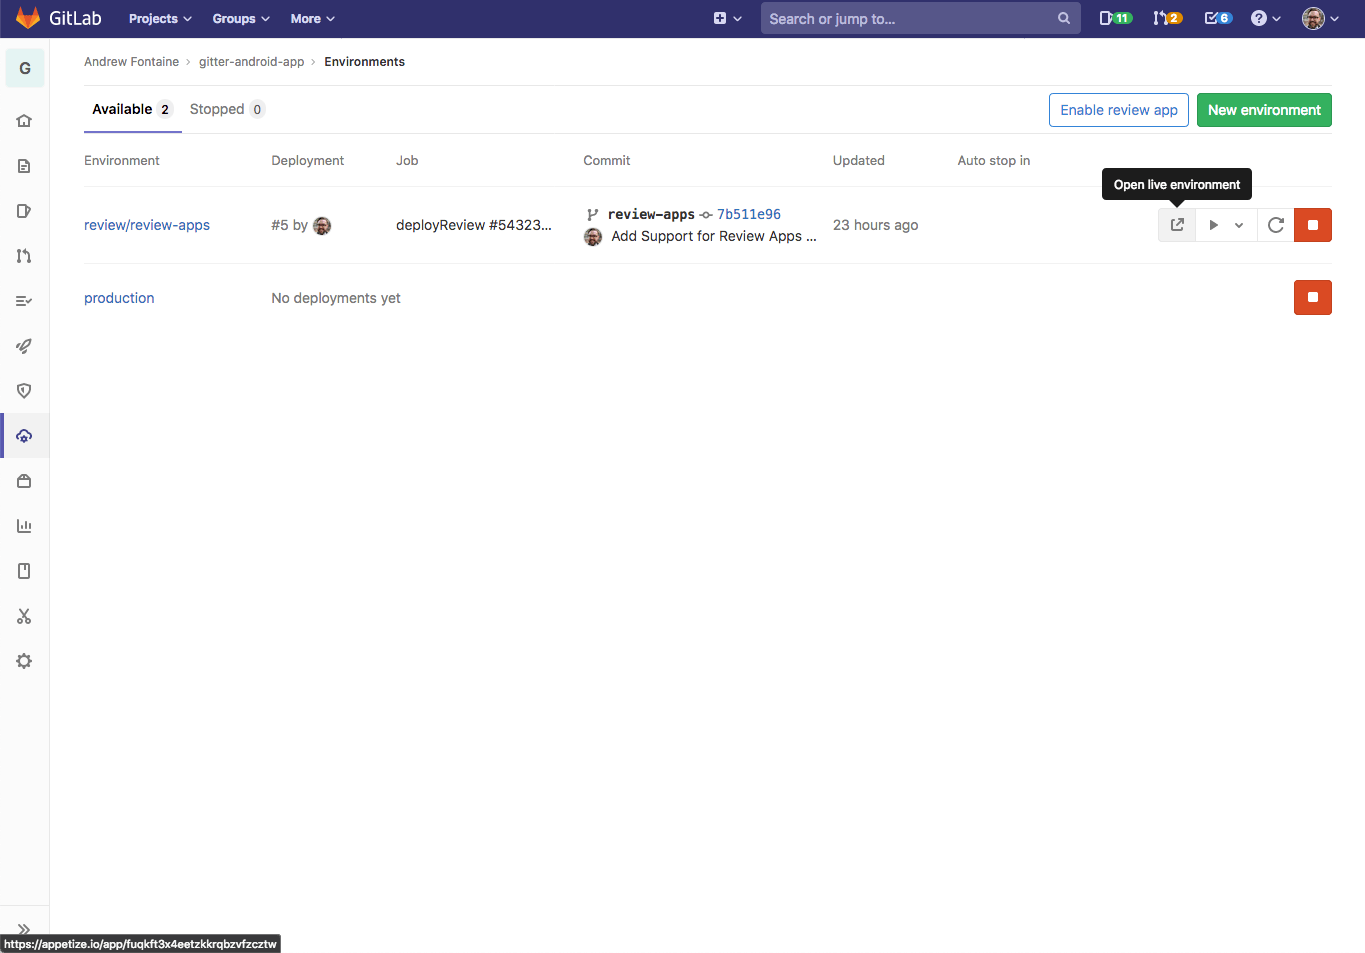 GitLab Projects Groups More Search or jump to... 11 2 6
G
Andrew Fontaine › gitter-android-app › Environments
Available 2 Stopped 0 Enable review app New environment
Environment Deployment Job Commit Updated Auto stop in
Open live environment
review/review-apps #5 by deployReview #54323... review-apps 7b511e96 23 hours ago
Add Support for Review Apps ...
production No deployments yet
https://appetize.io/app/fuqkft3x4eetzkkrqbzvfzcztw